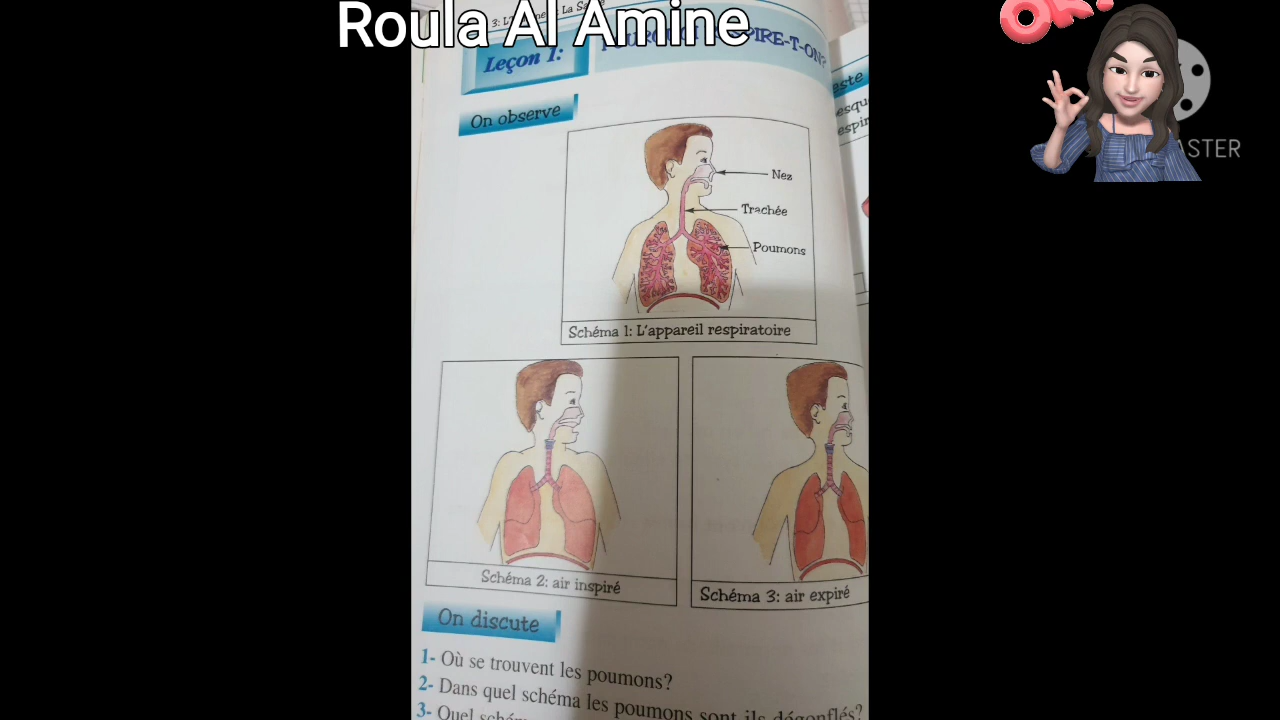 Roula Al Amine
Leçon 1:
On observe
Nez
Trachée
Poumons
Schéma 1: L'appareil respiratoire
Schéma 2: air inspiré
Schéma 3: air expiré
On discute
1- Où se trouvent les poumons?
2- Dans quel schéma les poumons sont ils dégonflés?
3- Quel